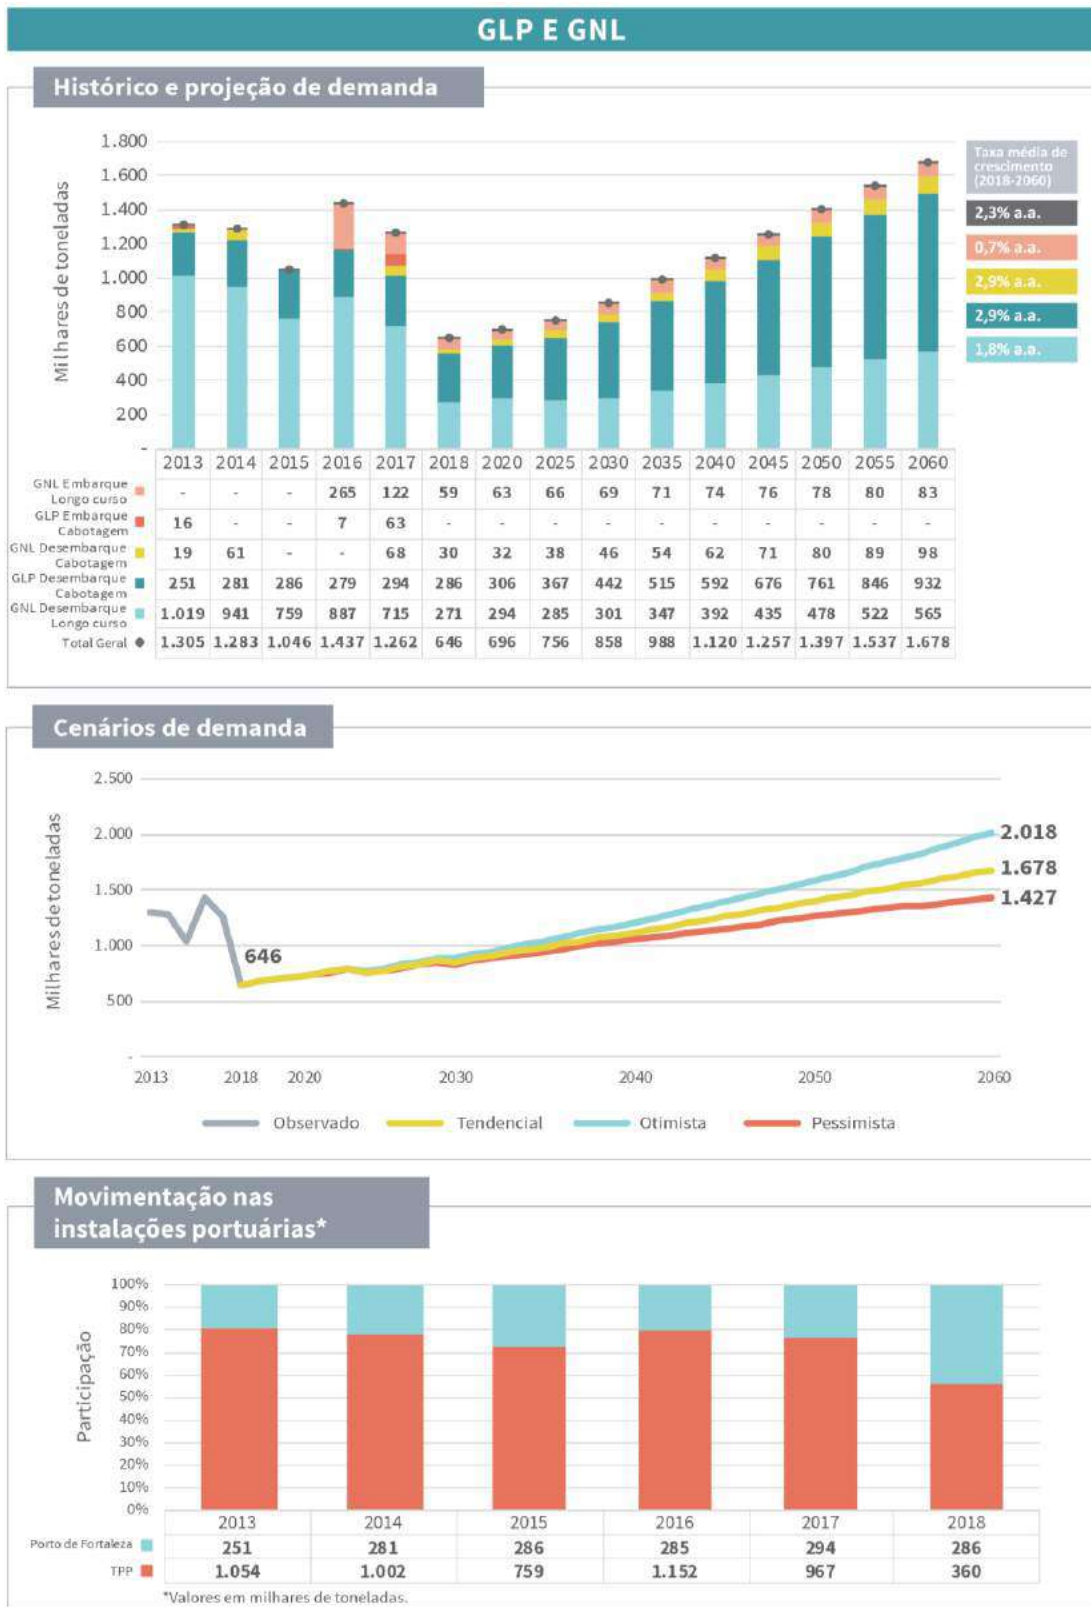 GLP E GNL
Histórico e projeção de demanda
Milhares de toneladas
1.800
1.600
1.400
1.200
1.000
800
600
400
200
-
Taxa média de
crescimento
(2018-2060)
2,3% a.a.
0,7% a.a.
2,9% a.a.
2,9% a.a.
1,8% a.a.
2013 2014 2015 2016 2017 2018 2020 2025 2030 2035 2040 2045 2050 2055 2060
GNL Embarque
Longo curso - - - 265 122 59 63 66 69 71 74 76 78 80 83
GLP Embarque
Cabotagem 16 - - 7 63 - - - - - - - - - -
GNL Desembarque
Cabotagem 19 61 - - 68 30 32 38 46 54 62 71 80 89 98
GLP Desembarque
Cabotagem 251 281 286 279 294 286 306 367 442 515 592 676 761 846 932
GNL Desembarque
Longo curso 1.019 941 759 887 715 271 294 285 301 347 392 435 478 522 565
Total Geral 1.305 1.283 1.046 1.437 1.262 646 696 756 858 988 1.120 1.257 1.397 1.537 1.678
Cenários de demanda
Milhares de toneladas
2.500
2.000
1.500
1.000
500
-
646
2.018
1.678
1.427
2013 2018 2020 2030 2040 2050 2060
Observado Tendencial Otimista Pessimista
Movimentação nas
instalações portuárias*
Participação
100%
90%
80%
70%
60%
50%
40%
30%
20%
10%
0%
2013 2014 2015 2016 2017 2018
Porto de Fortaleza 251 281 286 285 294 286
TPP 1.054 1.002 759 1.152 967 360
*Valores em milhares de toneladas.